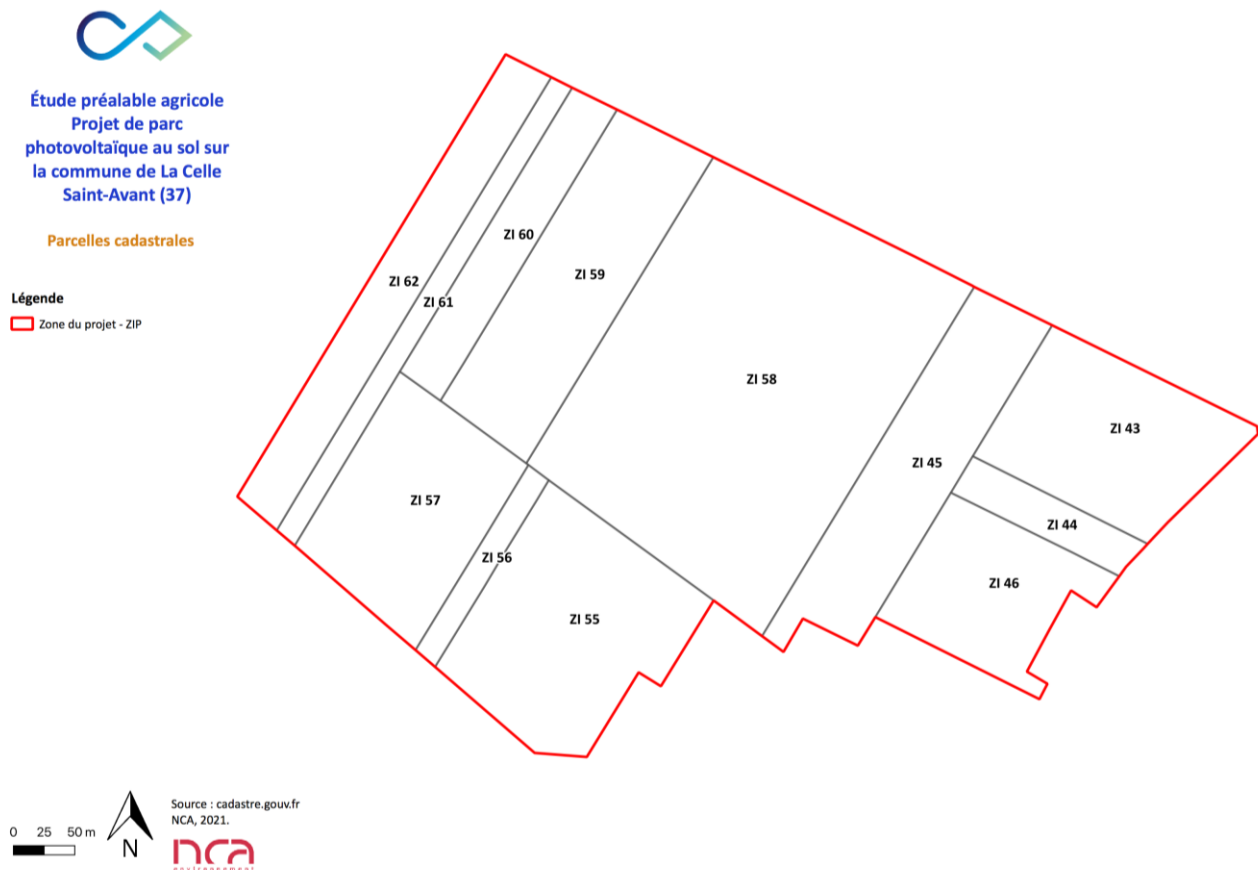 Étude préalable agricole
Projet de parc
photovoltaïque au sol sur
la commune de La Celle
Saint-Avant (37)
Parcelles cadastrales
Légende
Zone du projet - ZIP
ZI 60
ZI 59
ZI 62
ZI 61
ZI 58
ZI 43
ZI 45
ZI 57
ZI 44
ZI 56
ZI 46
ZI 55
0 25 50 m
N
Source : cadastre.gouv.fr
NCA, 2021.
nca
environnement